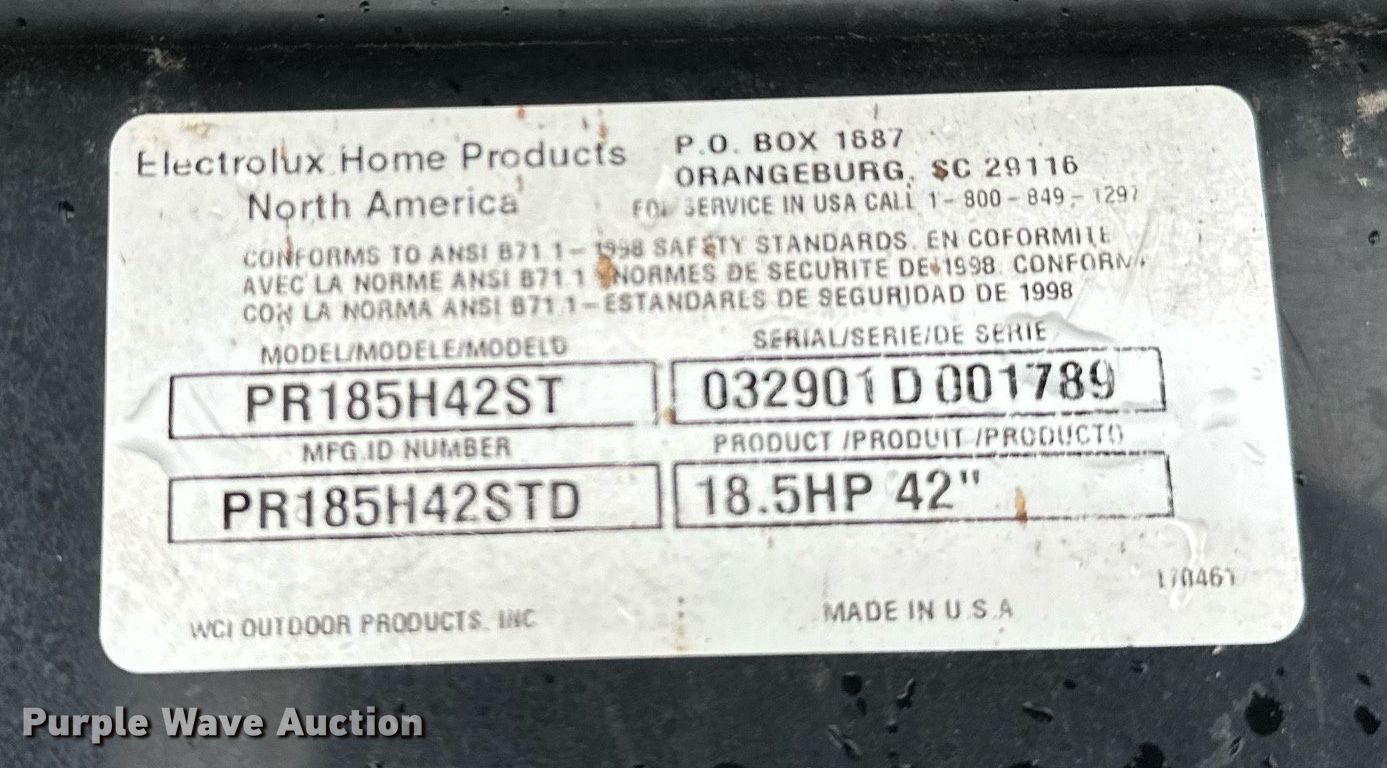 Electrolux Home Products
North America
P.O. BOX 1687
ORANGEBURG, SC 29116
FOR SERVICE IN USA CALL 1-800-849-1297
CONFORMS TO ANSI B71.1-1998 SAFETY STANDARDS. EN COFORMITE
AVEC LA NORME ANSI B71.1 NORMES DE SECURITE DE 1998. CONFORMA
CON LA NORMA ANSI B71.1-ESTANDARES DE SEGURIDAD DE 1998
MODEL/MODELE/MODELO
SERIAL/SERIE/DE SERIE
PR185H42ST
032901D 001789
MFG.ID NUMBER
PRODUCT /PRODUIT /PRODUCTO
PR185H42STD
18.5HP 42"
170461
WCI OUTDOOR PRODUCTS, INC
MADE IN U.S.A
Purple Wave Auction